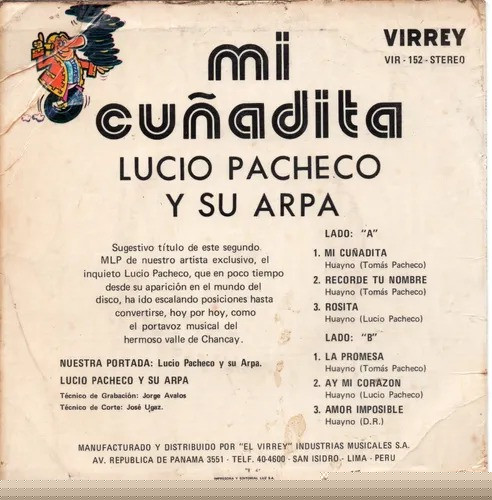 mi
cuñadita
VIRREY
VIR - 152 - STEREO
LUCIO PACHECO
Y SU ARPA
Sugestivo título de este segundo
MLP de nuestro artista exclusivo, el
inquieto Lucio Pacheco, que en poco tiempo
desde su aparición en el mundo del
disco, ha ido escalando posiciones hasta
convertirse, hoy por hoy, como
el portavoz musical del
hermoso valle de Chancay.
NUESTRA PORTADA: Lucio Pacheco y su Arpa.
LUCIO PACHECO Y SU ARPA
Técnico de Grabación: Jorge Avalos
Técnico de Corte: José Ugaz.
LADO: "A"
1. MI CUÑADITA
Huayno (Tomás Pacheco)
2. RECORDE TU NOMBRE
Huayno (Tomás Pacheco)
3. ROSITA
Huayno (Lucio Pacheco)
LADO: "B"
1. LA PROMESA
Huayno (Tomás Pacheco)
2. AY MI CORAZON
Huayno (Lucio Pacheco)
3. AMOR IMPOSIBLE
Huayno (D.R.)
MANUFACTURADO Y DISTRIBUIDO POR "EL VIRREY" INDUSTRIAS MUSICALES S.A.
AV. REPUBLICA DE PANAMA 3551 - TELF. 40-4600 - SAN ISIDRO - LIMA - PERU
IMPRESORA Y EDITORIAL LUZ S.A.